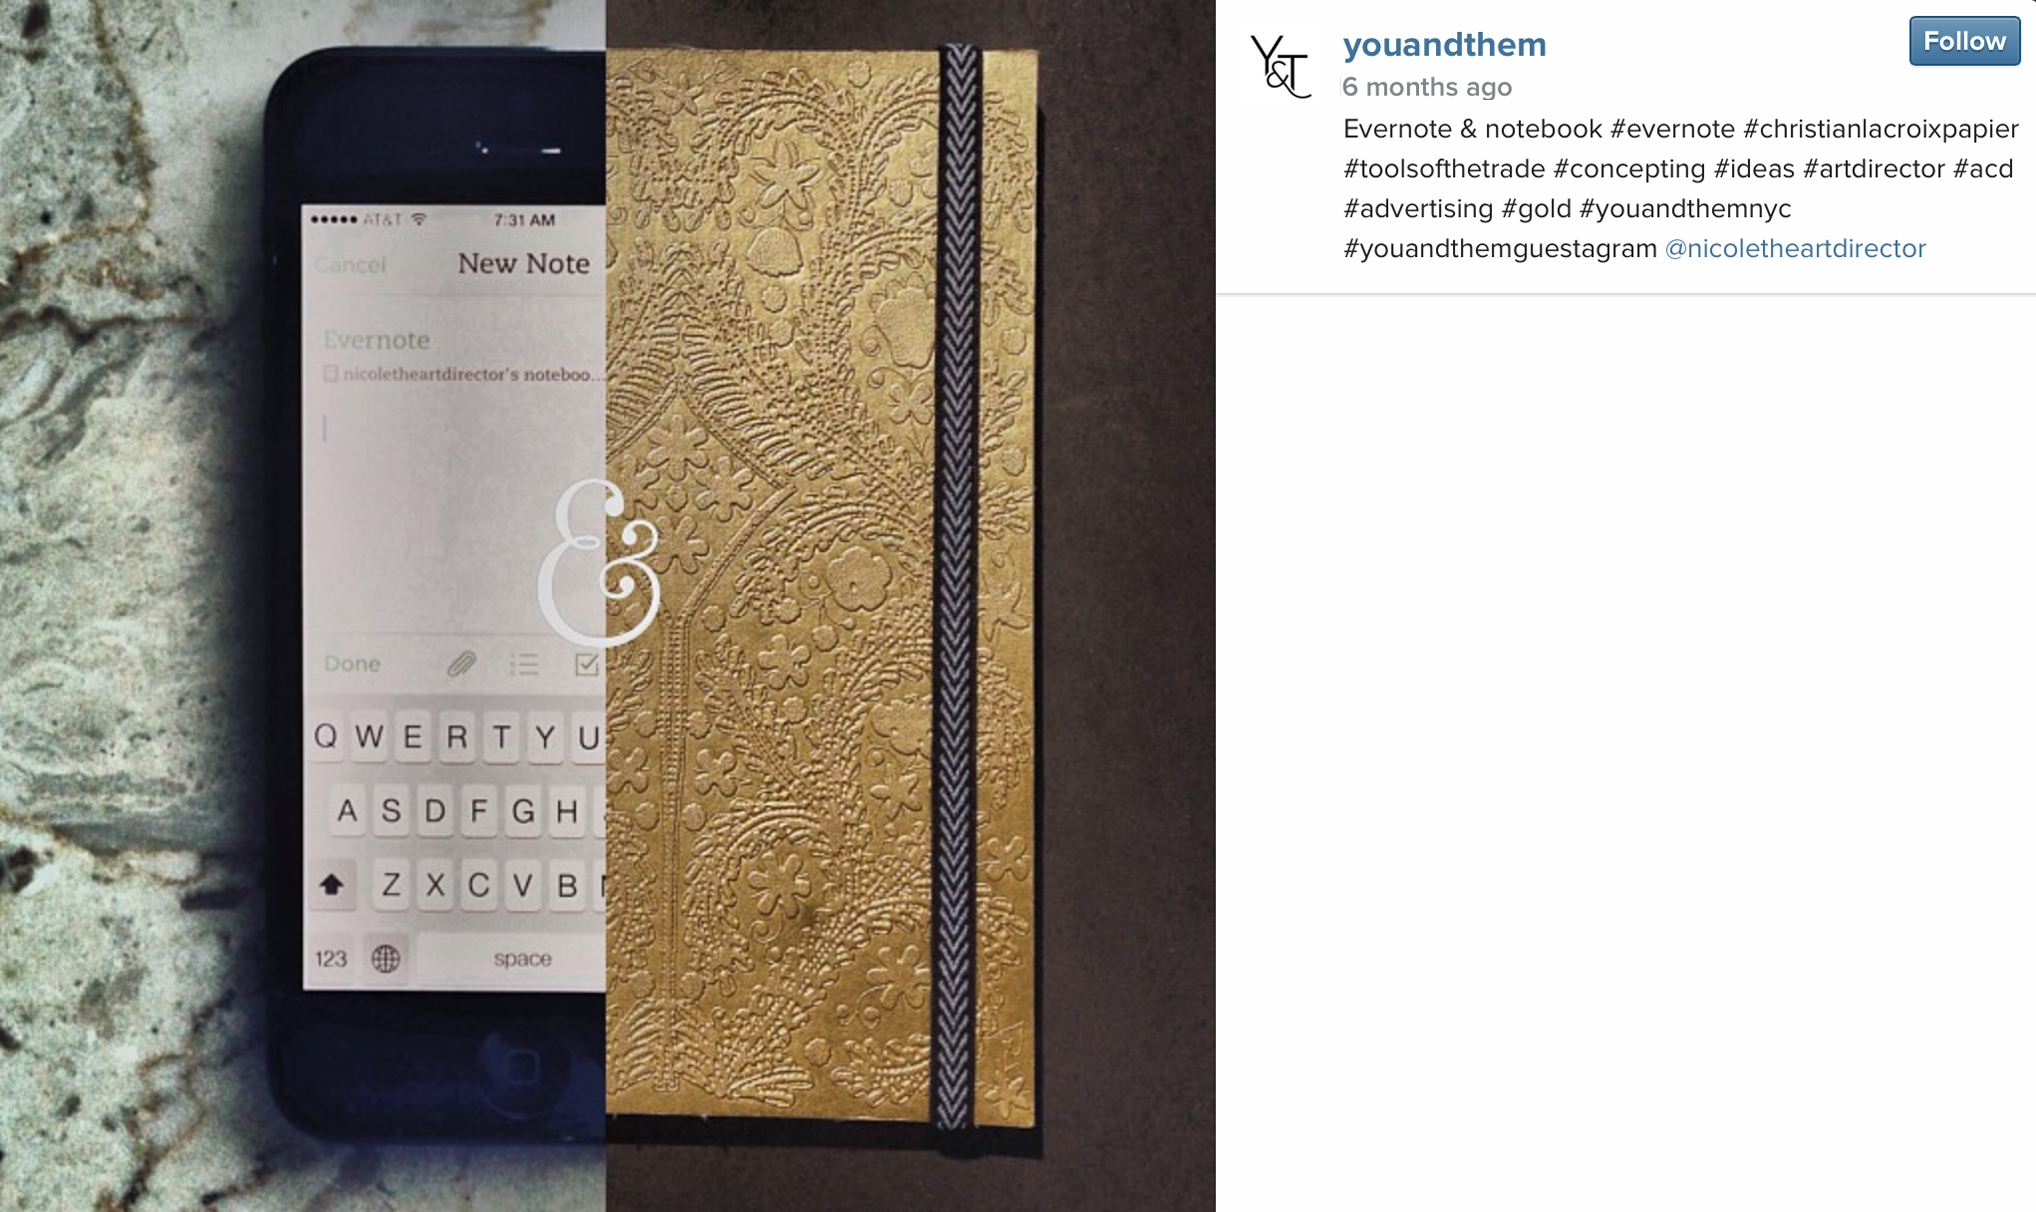 AT&T 7:31 AM
Cancel New Note
Evernote
nicoletheartdirector's noteboo...
&
Done
Q W E R T Y U
A S D F G H
Z X C V B
123 space
Y&T
youandthem
Follow
6 months ago
Evernote & notebook #evernote #christianlacroixpapier
#toolsofthetrade #concepting #ideas #artdirector #acd
#advertising #gold #youandthemnyc
#youandthemguestagram @nicoletheartdirector